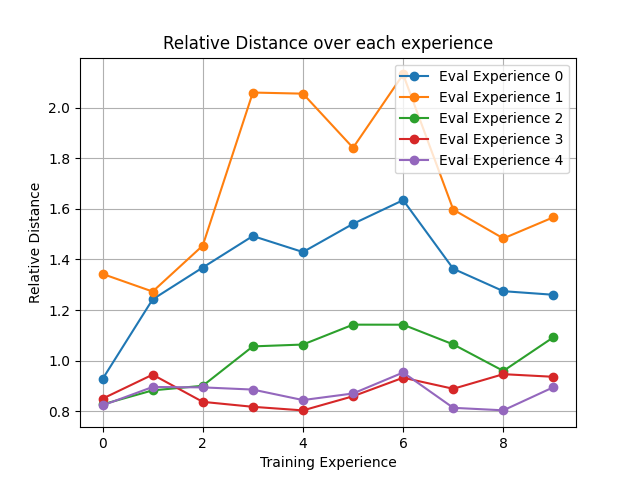 Relative Distance over each experience
Eval Experience 0
Eval Experience 1
Eval Experience 2
Eval Experience 3
Eval Experience 4
Relative Distance
2.0
1.8
1.6
1.4
1.2
1.0
0.8
0
2
4
6
8
Training Experience